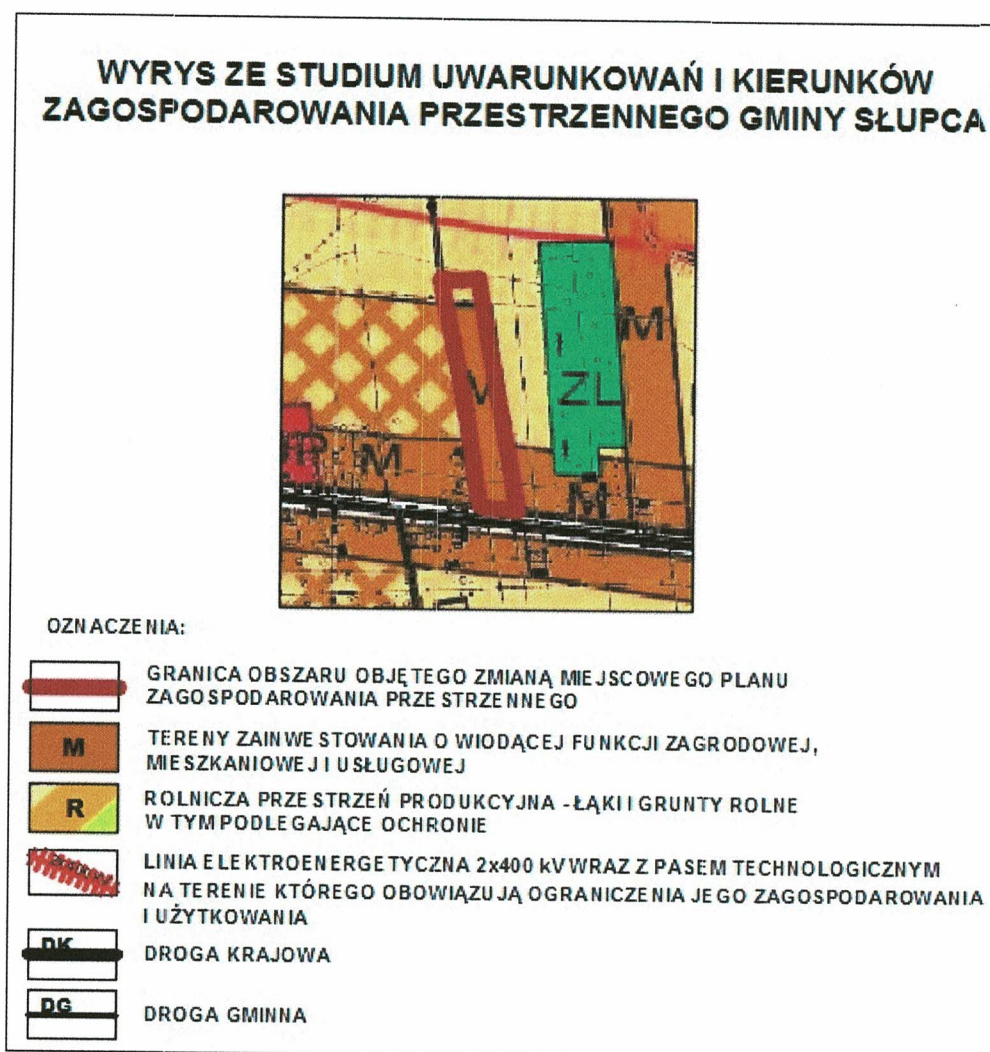 WYRYS ZE STUDIUM UWARUNKOWAŃ I KIERUNKÓW
ZAGOSPODAROWANIA PRZESTRZENNEGO GMINY SŁUPCA
M
M
ZL
M
M
OZNACZENIA:
GRANICA OBSZARU OBJĘTEGO ZMIANĄ MIEJSCOWEGO PLANU
ZAGOSPODAROWANIA PRZESTRZENNEGO
M
TERENY ZAINWESTOWANIA O WIODĄCEJ FUNKCJI ZAGRODOWEJ,
MIESZKANIOWEJ I USŁUGOWEJ
R
ROLNICZA PRZESTRZEŃ PRODUKCYJNA - ŁĄKI I GRUNTY ROLNE
W TYM PODLEGAJĄCE OCHRONIE
LINIA ELEKTROENERGETYCZNA 2x400 kV WRAZ Z PASEM TECHNOLOGICZNYM
NA TERENIE KTÓREGO OBOWIĄZUJĄ OGRANICZENIA JEGO ZAGOSPODAROWANIA
I UŻYTKOWANIA
DK
DROGA KRAJOWA
DG
DROGA GMINNA